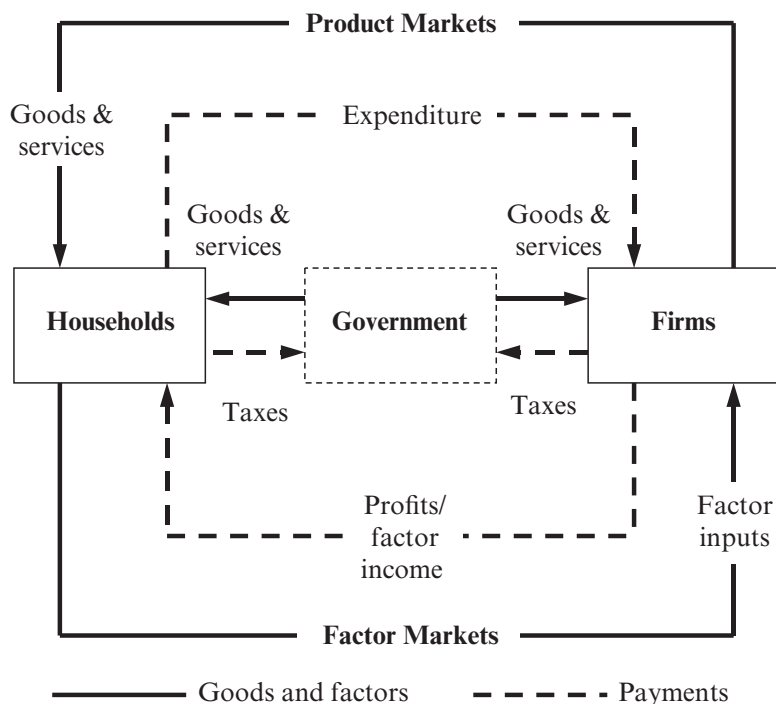 Product Markets
Goods &
services
Expenditure
Goods &
services
Goods &
services
Households
Government
Firms
Taxes
Taxes
Profits/
factor
income
Factor
inputs
Factor Markets
Goods and factors
Payments